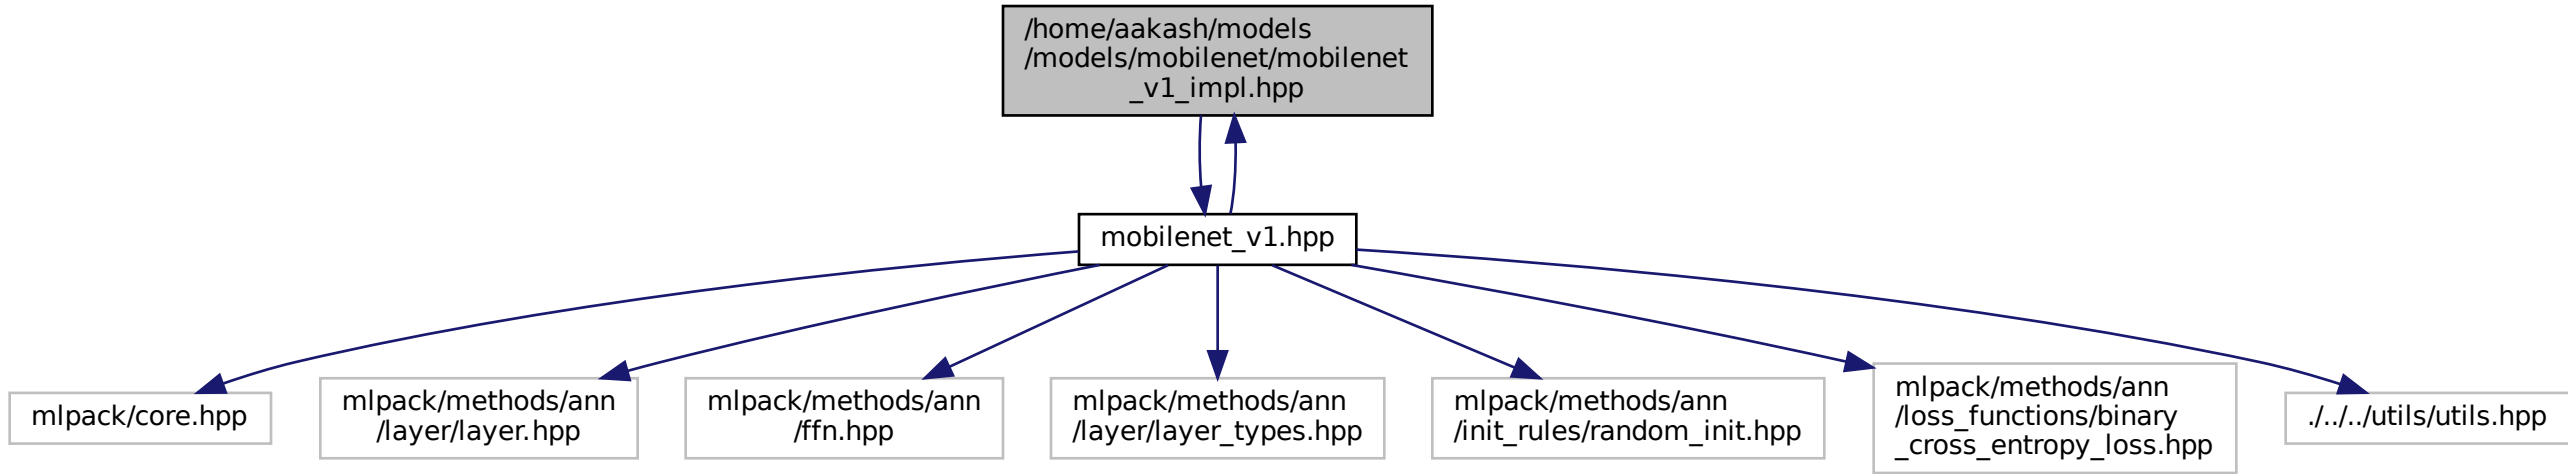 /home/aakash/models
/models/mobilenet/mobilenet
_v1_impl.hpp
mobilenet_v1.hpp
mlpack/core.hpp
mlpack/methods/ann
/layer/layer.hpp
mlpack/methods/ann
/ffn.hpp
mlpack/methods/ann
/layer/layer_types.hpp
mlpack/methods/ann
/init_rules/random_init.hpp
mlpack/methods/ann
/loss_functions/binary
_cross_entropy_loss.hpp
./../../utils/utils.hpp